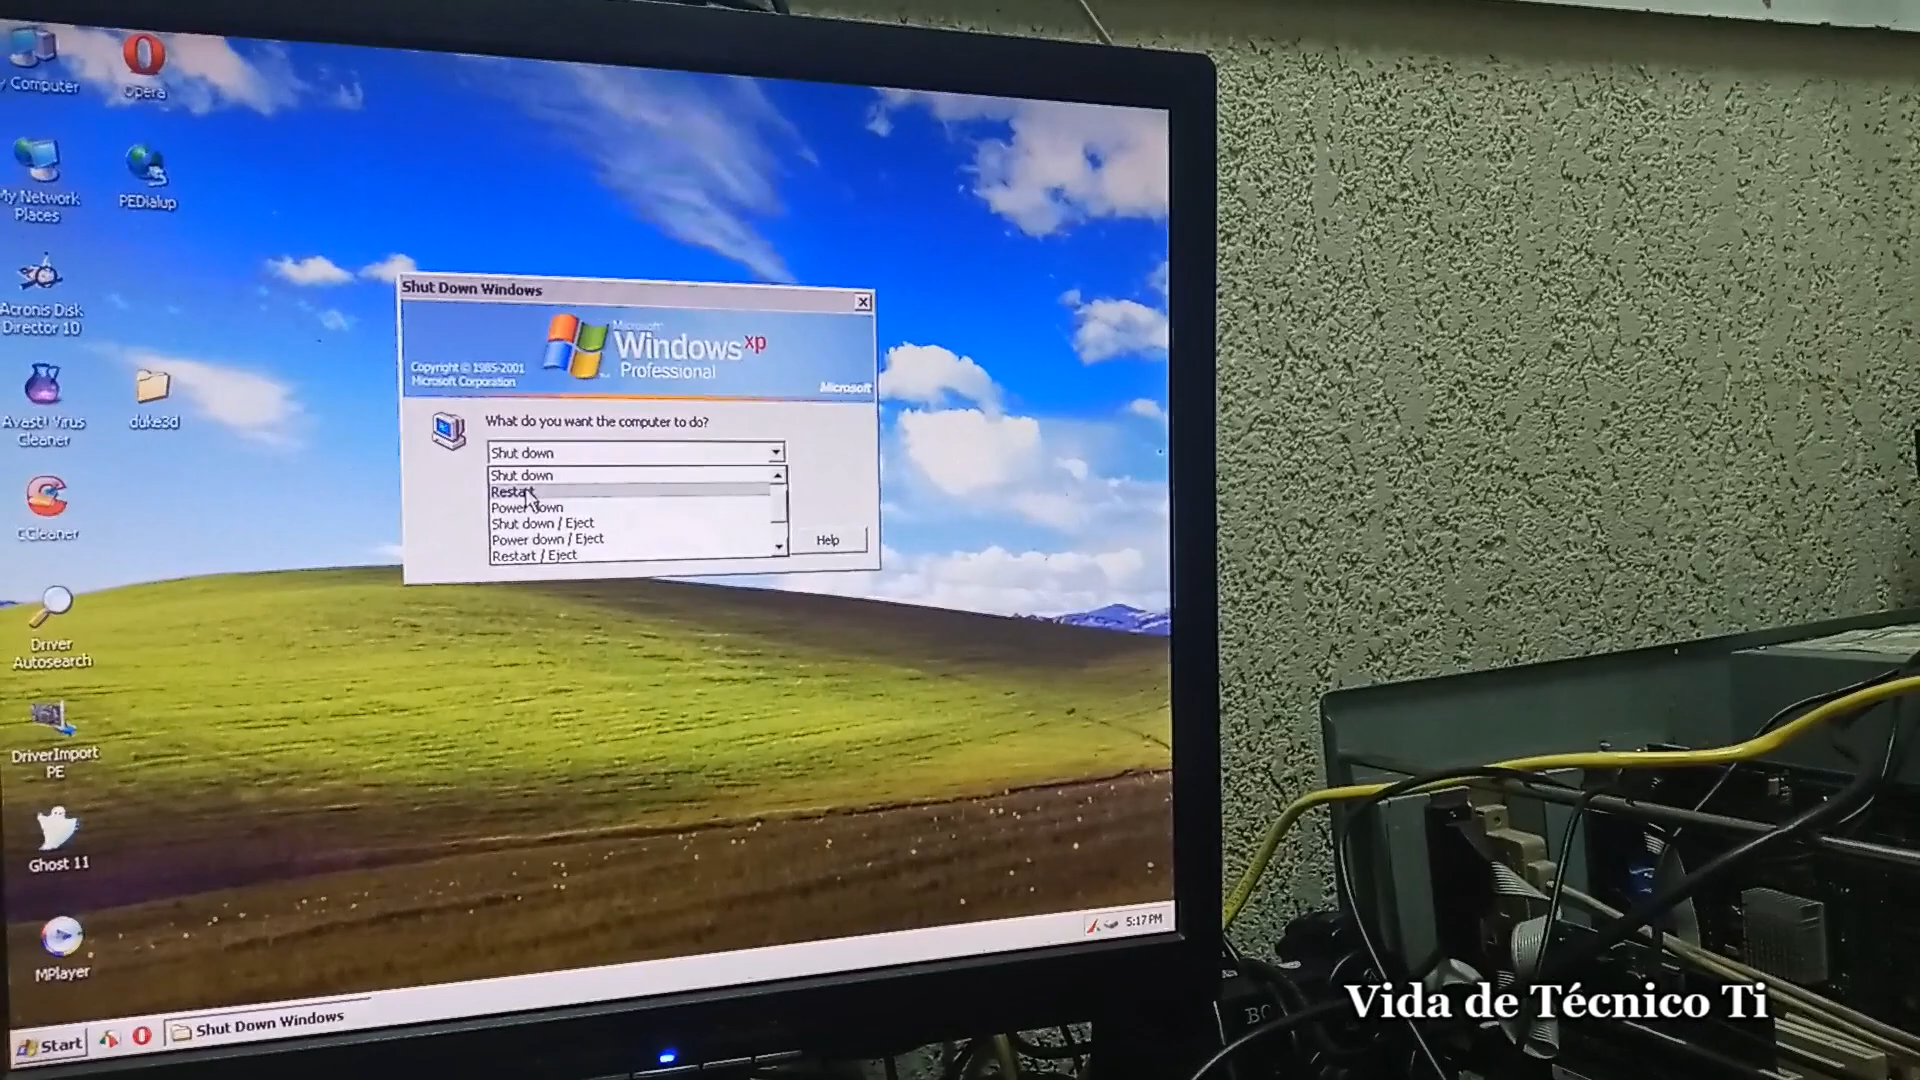 y Computer
Opera
My Network
Places
PEDialup
Acronis Disk
Director 10
Avast! Virus
Cleaner
duke3d
CCleaner
Driver
Autosearch
DriverImport
PE
Ghost 11
MPlayer
Shut Down Windows
Microsoft
Windows xp
Professional
Copyright © 1985-2001
Microsoft Corporation
Microsoft
What do you want the computer to do?
Shut down
Shut down
Restart
Power down
Shut down / Eject
Power down / Eject
Restart / Eject
Help
Start
Shut Down Windows
5:17 PM
Vida de Técnico Ti